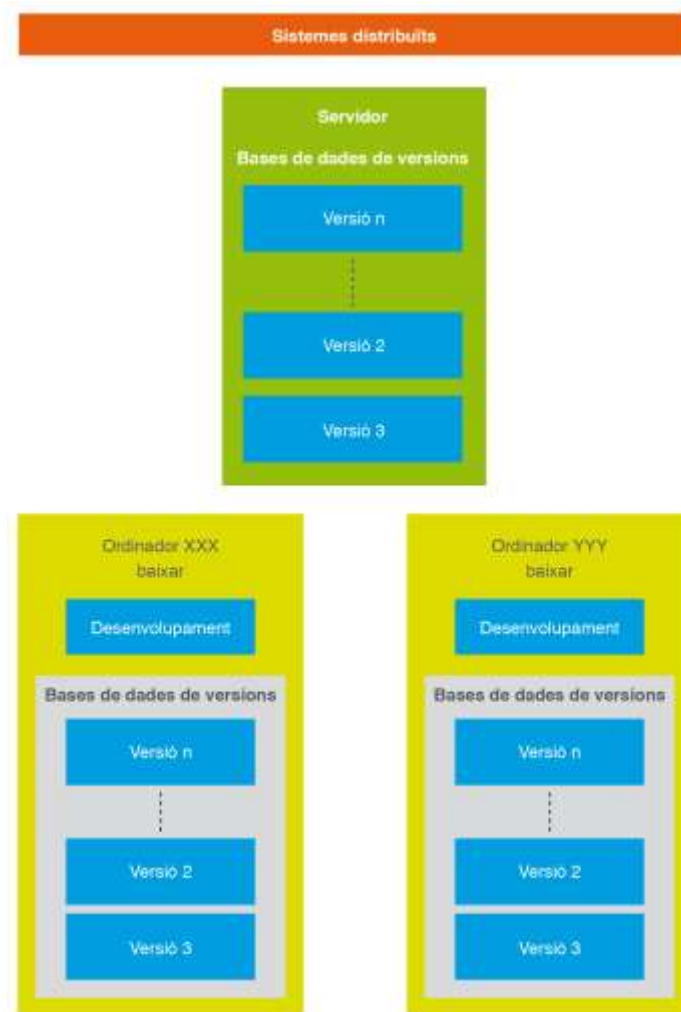 Sistemes distribuïts
Servidor
Bases de dades de versions
Versió n
Versió 2
Versió 3
Ordinador XXX
baixar
Desenvolupament
Bases de dades de versions
Versió n
Versió 2
Versió 3
Ordinador YYY
baixar
Desenvolupament
Bases de dades de versions
Versió n
Versió 2
Versió 3